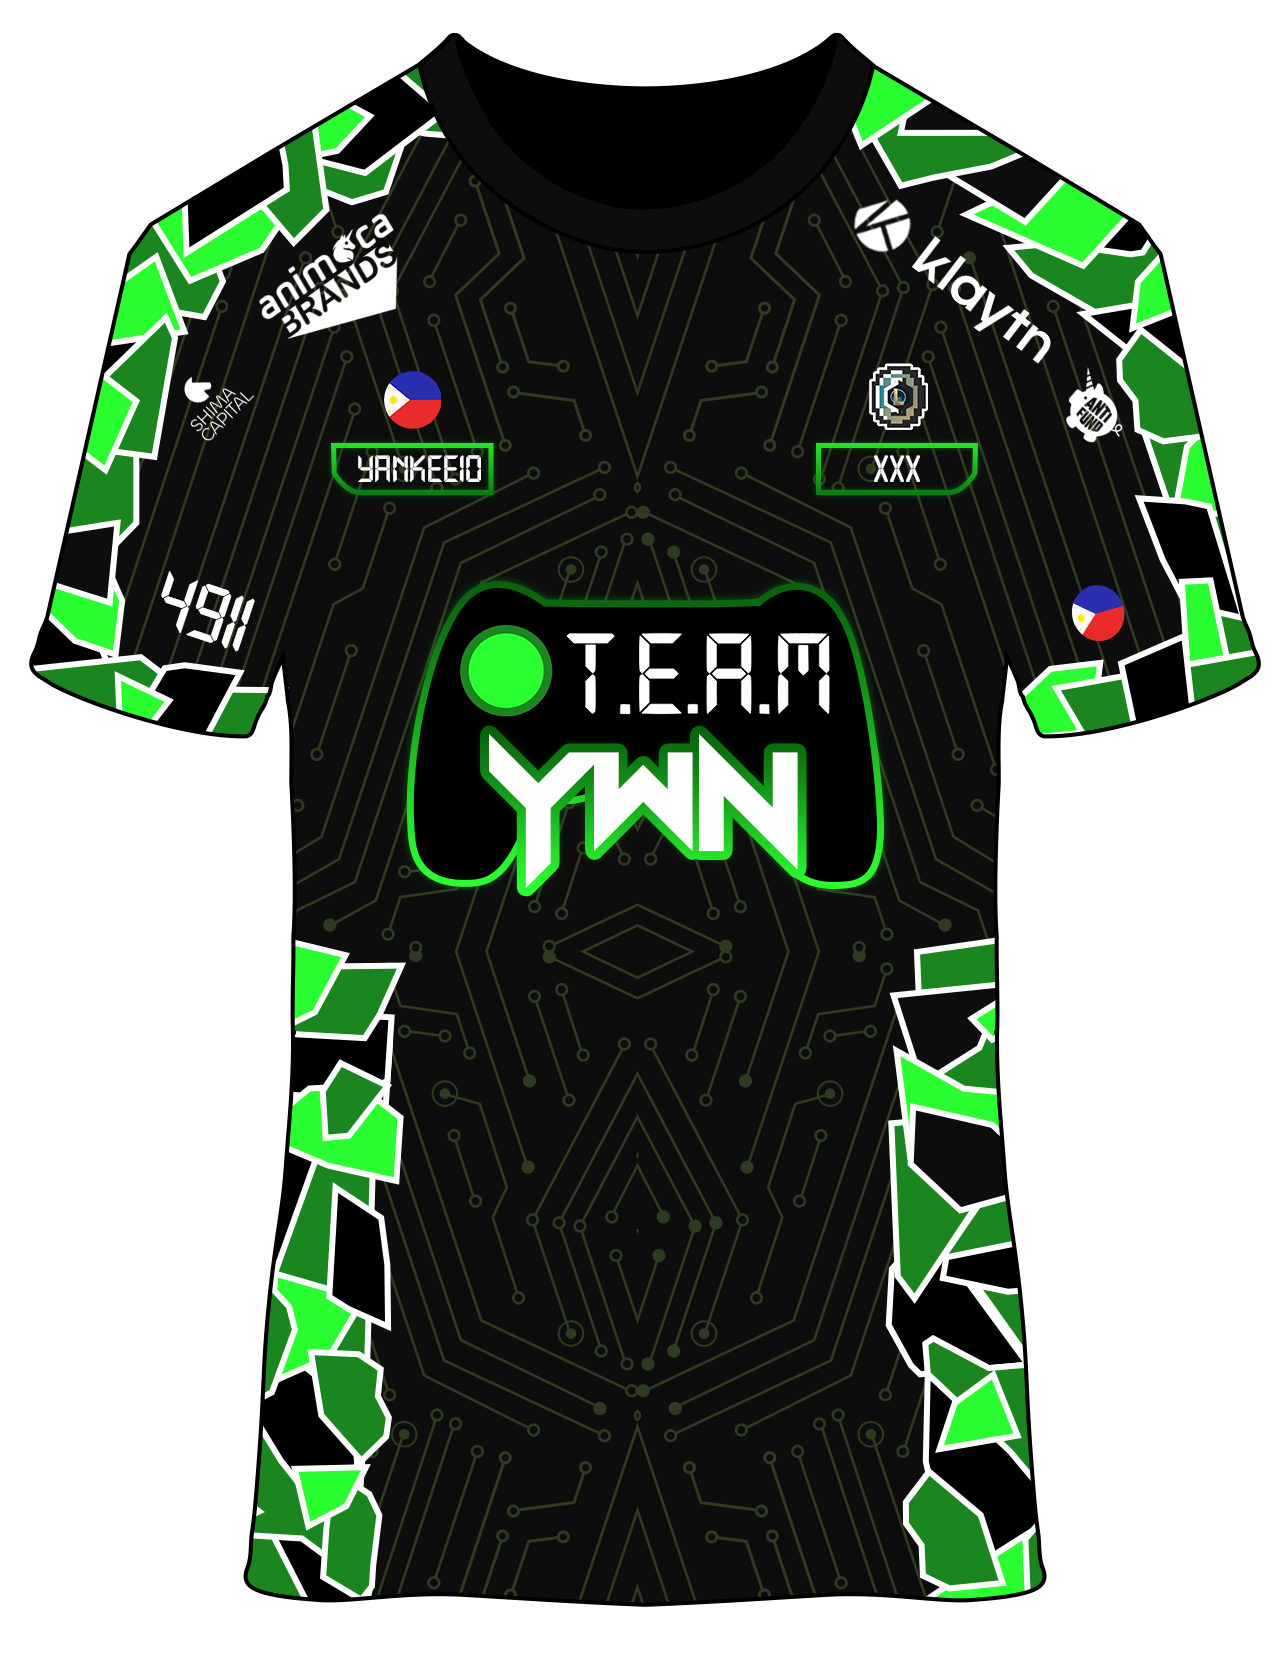 animoca
BRANDS
klaytn
SHIMA
CAPITAL
ANTI
FUND
YANKEE10
XXX
4911
T.E.A.M
YWN